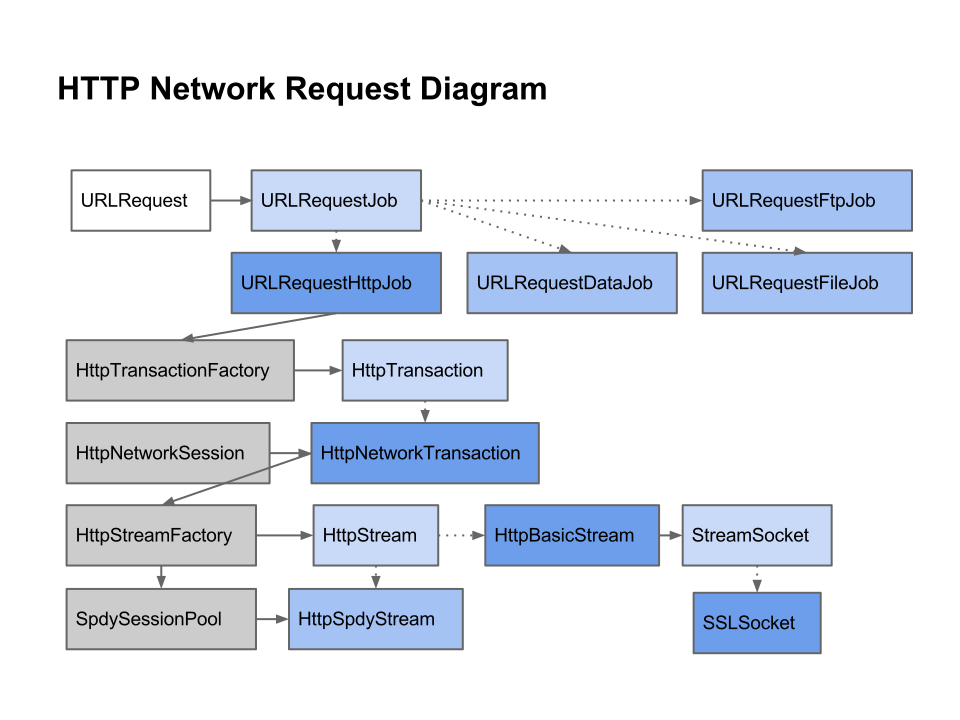 HTTP Network Request Diagram
URLRequest
URLRequestJob
URLRequestFtpJob
URLRequestHttpJob
URLRequestDataJob
URLRequestFileJob
HttpTransactionFactory
HttpTransaction
HttpNetworkSession
HttpNetworkTransaction
HttpStreamFactory
HttpStream
HttpBasicStream
StreamSocket
SpdySessionPool
HttpSpdyStream
SSLSocket